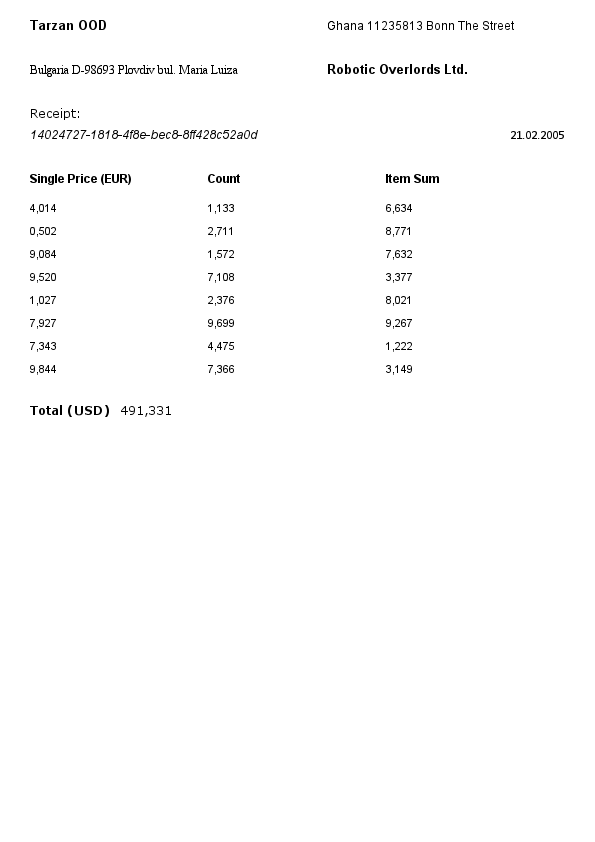 Tarzan OOD Ghana 11235813 Bonn The Street
Bulgaria D-98693 Plovdiv bul. Maria Luiza Robotic Overlords Ltd.
Receipt:
14024727-1818-4f8e-bec8-8ff428c52a0d 21.02.2005
Single Price (EUR) Count Item Sum
4,014 1,133 6,634
0,502 2,711 8,771
9,084 1,572 7,632
9,520 7,108 3,377
1,027 2,376 8,021
7,927 9,699 9,267
7,343 4,475 1,222
9,844 7,366 3,149
Total (USD) 491,331